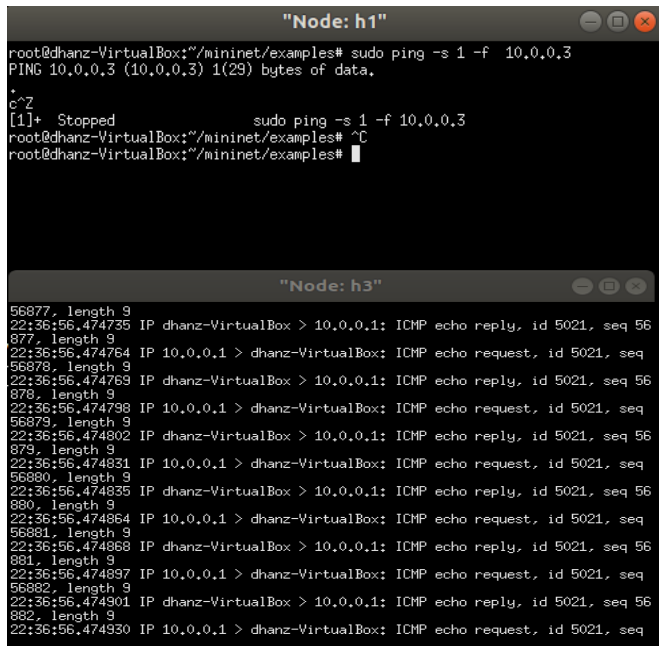 "Node: h1"
root@dhanz-VirtualBox:~/mininet/examples# sudo ping -s 1 -f  10.0.0.3
PING 10.0.0.3 (10.0.0.3) 1(29) bytes of data.
.
c^Z
[1]+  Stopped                 sudo ping -s 1 -f 10.0.0.3
root@dhanz-VirtualBox:~/mininet/examples# ^C
root@dhanz-VirtualBox:~/mininet/examples#
"Node: h3"
56877, length 9
22:36:56.474735 IP dhanz-VirtualBox > 10.0.0.1: ICMP echo reply, id 5021, seq 56
877, length 9
22:36:56.474764 IP 10.0.0.1 > dhanz-VirtualBox: ICMP echo request, id 5021, seq
56878, length 9
22:36:56.474769 IP dhanz-VirtualBox > 10.0.0.1: ICMP echo reply, id 5021, seq 56
878, length 9
22:36:56.474798 IP 10.0.0.1 > dhanz-VirtualBox: ICMP echo request, id 5021, seq
56879, length 9
22:36:56.474802 IP dhanz-VirtualBox > 10.0.0.1: ICMP echo reply, id 5021, seq 56
879, length 9
22:36:56.474831 IP 10.0.0.1 > dhanz-VirtualBox: ICMP echo request, id 5021, seq
56880, length 9
22:36:56.474835 IP dhanz-VirtualBox > 10.0.0.1: ICMP echo reply, id 5021, seq 56
880, length 9
22:36:56.474864 IP 10.0.0.1 > dhanz-VirtualBox: ICMP echo request, id 5021, seq
56881, length 9
22:36:56.474868 IP dhanz-VirtualBox > 10.0.0.1: ICMP echo reply, id 5021, seq 56
881, length 9
22:36:56.474897 IP 10.0.0.1 > dhanz-VirtualBox: ICMP echo request, id 5021, seq
56882, length 9
22:36:56.474901 IP dhanz-VirtualBox > 10.0.0.1: ICMP echo reply, id 5021, seq 56
882, length 9
22:36:56.474930 IP 10.0.0.1 > dhanz-VirtualBox: ICMP echo request, id 5021, seq